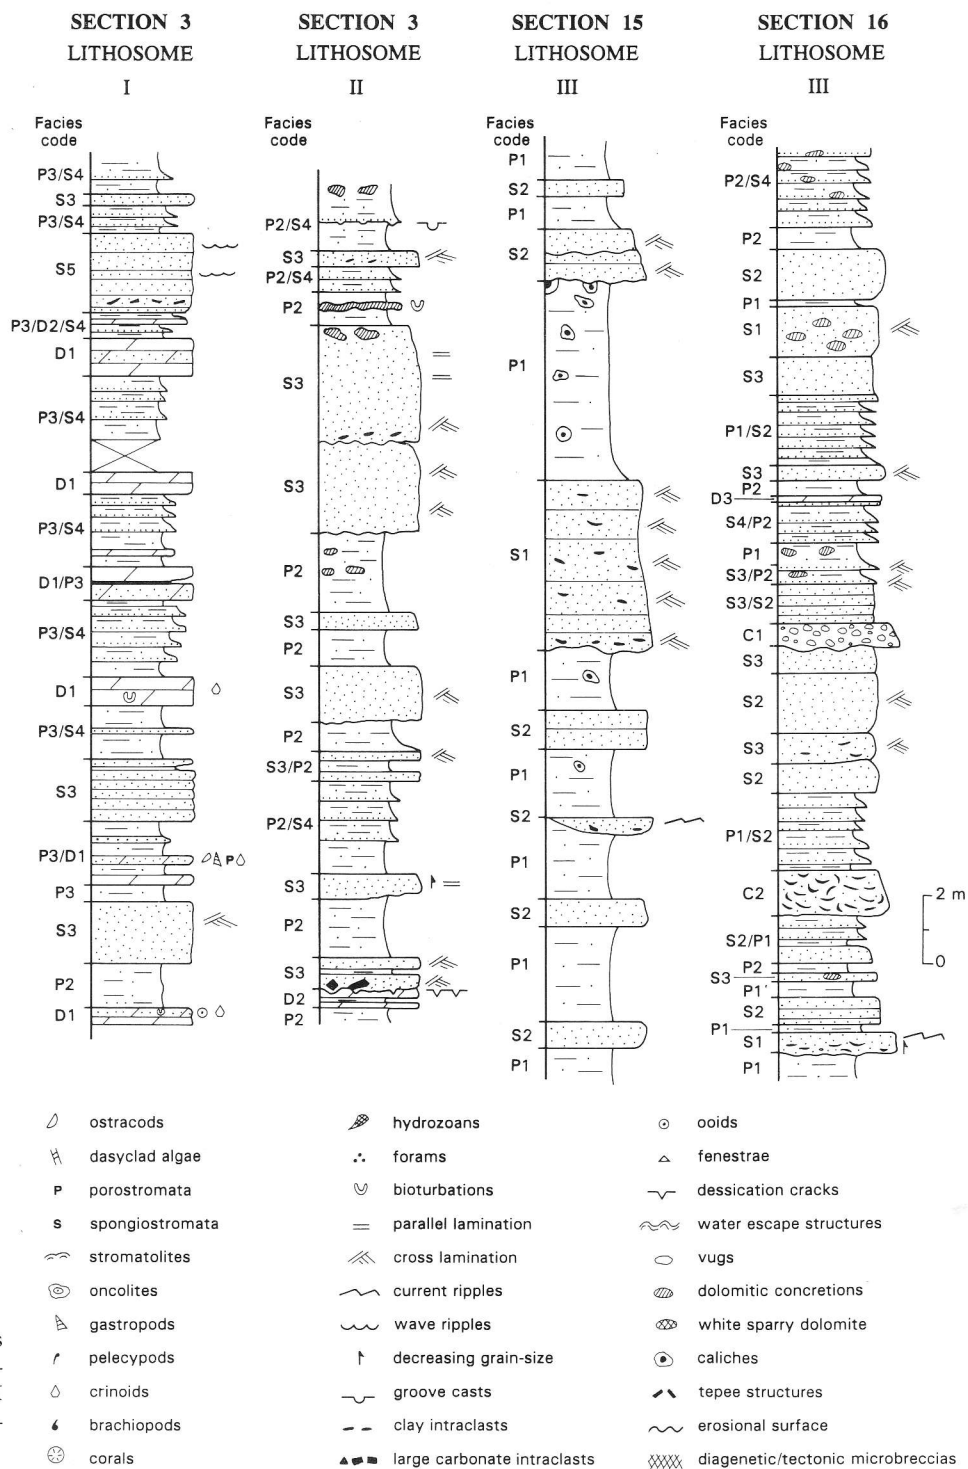 SECTION 3
LITHOSOME
I
Facies
code
P3/S4
S3
P3/S4
S5
P3/D2/S4
D1
P3/S4
D1
P3/S4
D1/P3
P3/S4
D1
P3/S4
S3
P3/D1
P
P3
S3
P2
D1
SECTION 3
LITHOSOME
II
Facies
code
P2/S4
S3
P2/S4
P2
S3
S3
P2
S3
P2
S3
P2
S3/P2
P2/S4
S3
P2
S3
D2
P2
SECTION 15
LITHOSOME
III
Facies
code
P1
S2
P1
S2
P1
S1
P1
S2
P1
S2
P1
S2
P1
S2
P1
SECTION 16
LITHOSOME
III
Facies
code
P2/S4
P2
S2
P1
S1
S3
P1/S2
S3
P2
D3
S4/P2
P1
S3/P2
S3/S2
C1
S3
S2
S3
S2
P1/S2
C2
S2/P1
P2
S3
P1
S2
P1
S1
P1
2 m
0
ostracods
dasyclad algae
P porostromata
S spongiostromata
stromatolites
oncolites
gastropods
pelecypods
crinoids
brachiopods
corals
hydrozoans
forams
bioturbations
parallel lamination
cross lamination
current ripples
wave ripples
decreasing grain-size
groove casts
clay intraclasts
large carbonate intraclasts
ooids
fenestrae
dessication cracks
water escape structures
vugs
dolomitic concretions
white sparry dolomite
caliches
tepee structures
erosional surface
diagenetic/tectonic microbreccias